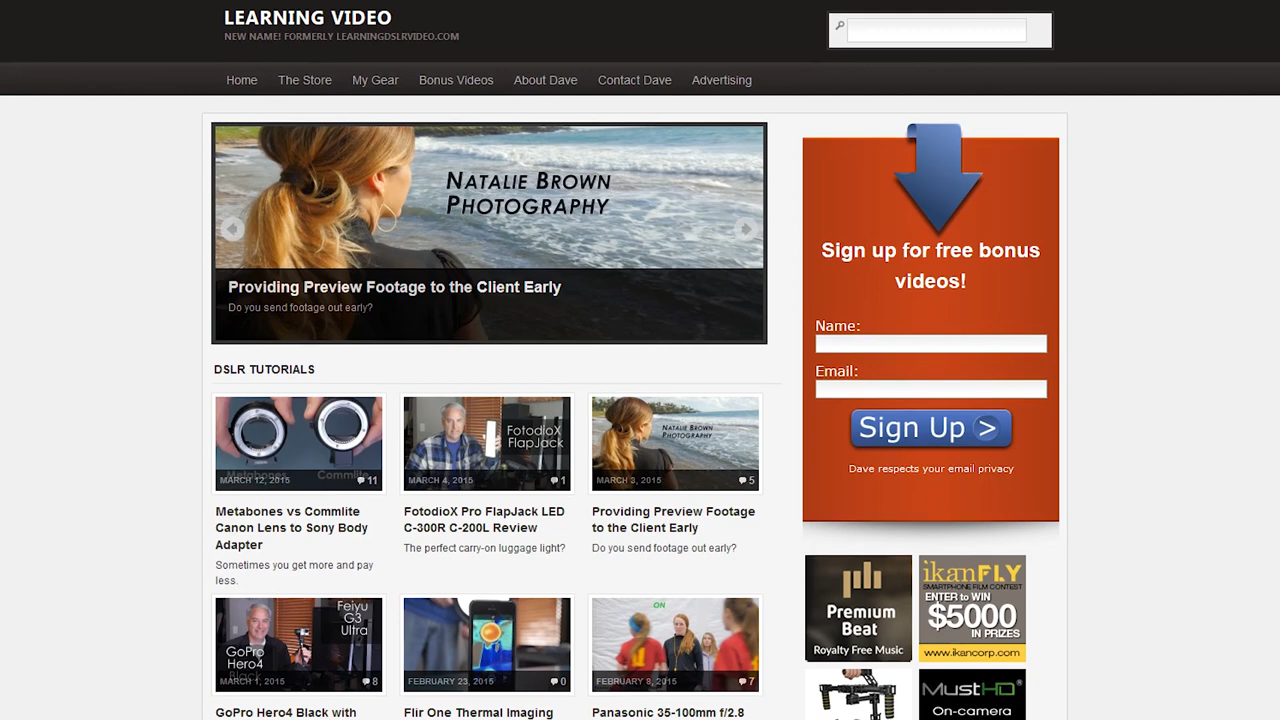 LEARNING VIDEO
NEW NAME! FORMERLY LEARNINGDSLRVIDEO.COM
Home The Store My Gear Bonus Videos About Dave Contact Dave Advertising
NATALIE BROWN
PHOTOGRAPHY
Providing Preview Footage to the Client Early
Do you send footage out early?
Sign up for free bonus
videos!
Name:
Email:
Sign Up >
Dave respects your email privacy
DSLR TUTORIALS
Metabones Commlite
MARCH 12, 2015 11
Metabones vs Commlite
Canon Lens to Sony Body
Adapter
Sometimes you get more and pay
less.
FotodioX
FlapJack
MARCH 4, 2015 1
FotodioX Pro FlapJack LED
C-300R C-200L Review
The perfect carry-on luggage light?
NATALIE BROWN
PHOTOGRAPHY
MARCH 3, 2015 5
Providing Preview Footage
to the Client Early
Do you send footage out early?
Feiyu
G3
Ultra
GoPro
Hero4
Black
MARCH 1, 2015 8
GoPro Hero4 Black with
FEBRUARY 23, 2015 0
Flir One Thermal Imaging
ON
FEBRUARY 8, 2015 7
Panasonic 35-100mm f/2.8
Premium
Beat
Royalty Free Music
ikanFLY
SMARTPHONE FILM CONTEST
ENTER to WIN
$5000
IN PRIZES
www.ikancorp.com
MUSTHD®
On-camera